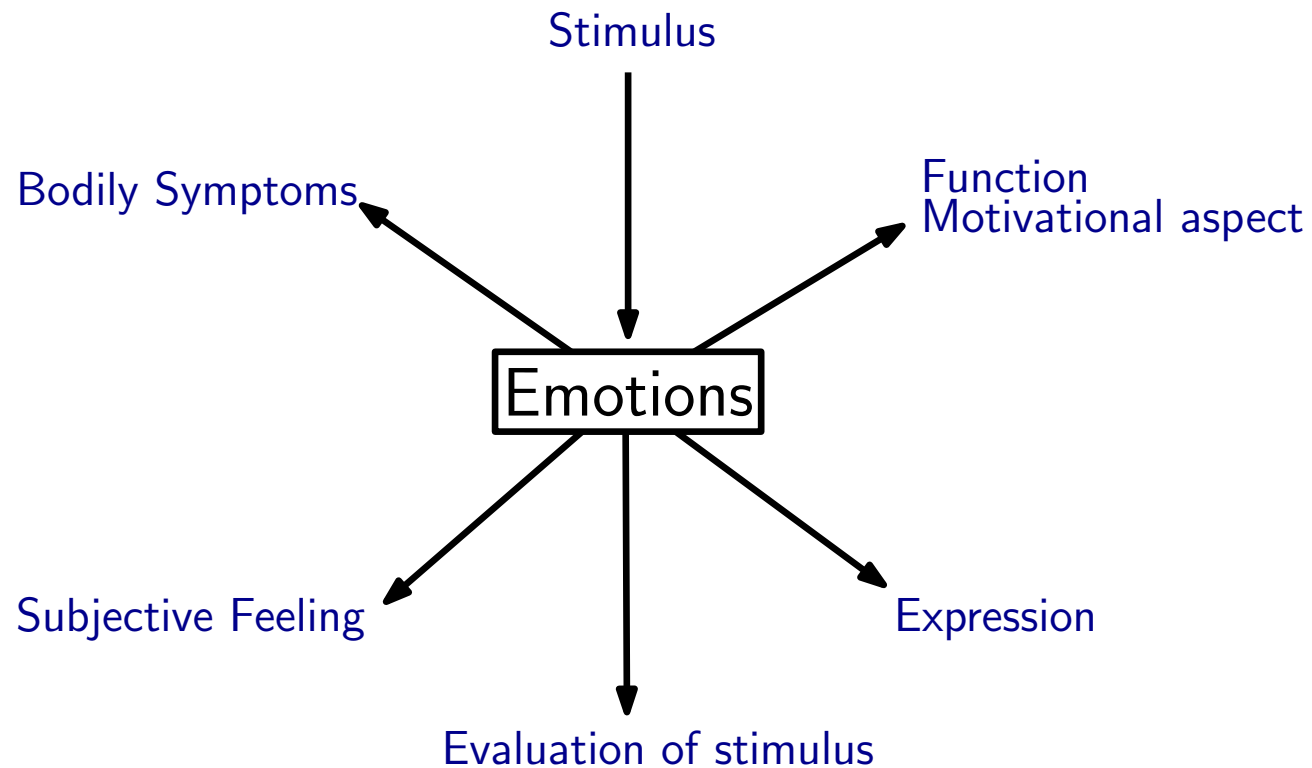 Stimulus
Bodily Symptoms
Function
Motivational aspect
Emotions
Subjective Feeling
Expression
Evaluation of stimulus